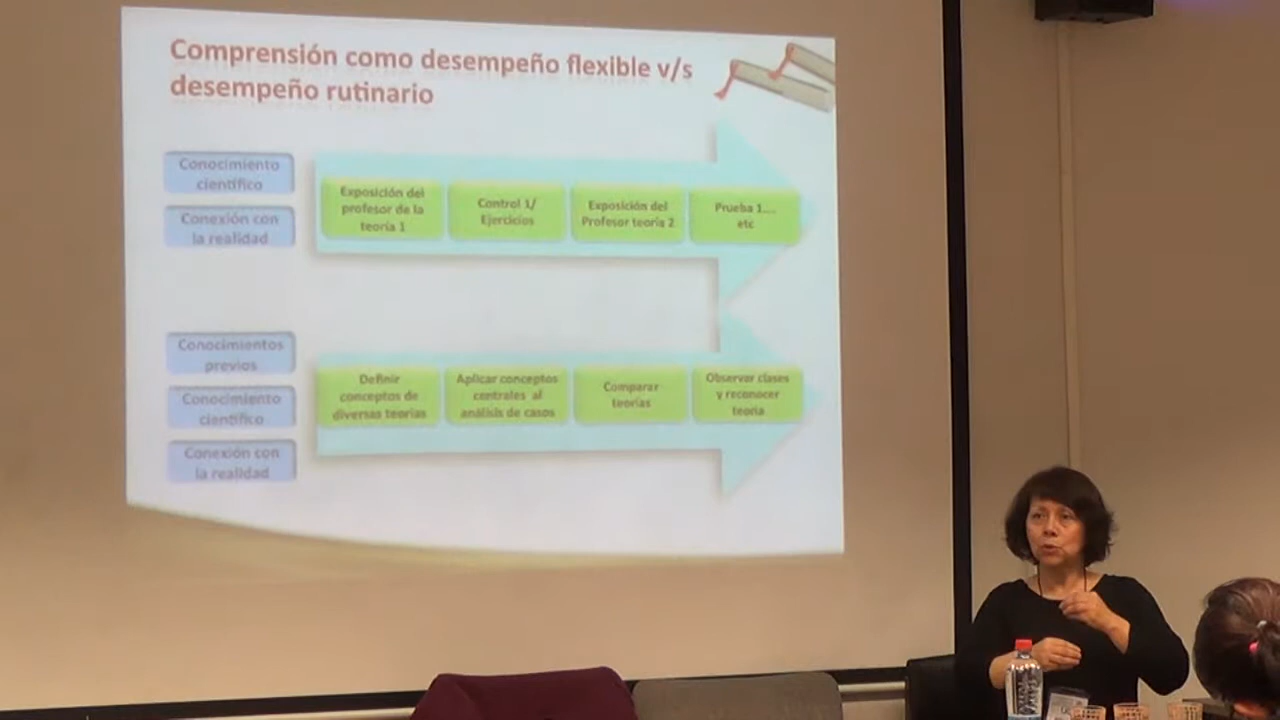 Comprensión como desempeño flexible v/s
desempeño rutinario
Conocimiento
científico
Conexión con
la realidad
Exposición del
profesor de la
teoría 1
Control 1/
Ejercicios
Exposición del
Profesor teoría 2
Prueba 1....
etc
Conocimientos
previos
Conocimiento
científico
Conexión con
la realidad
Definir
conceptos de
diversas teorías
Aplicar conceptos
centrales al
análisis de casos
Comparar
teorías
Observar clases
y reconocer
teoría